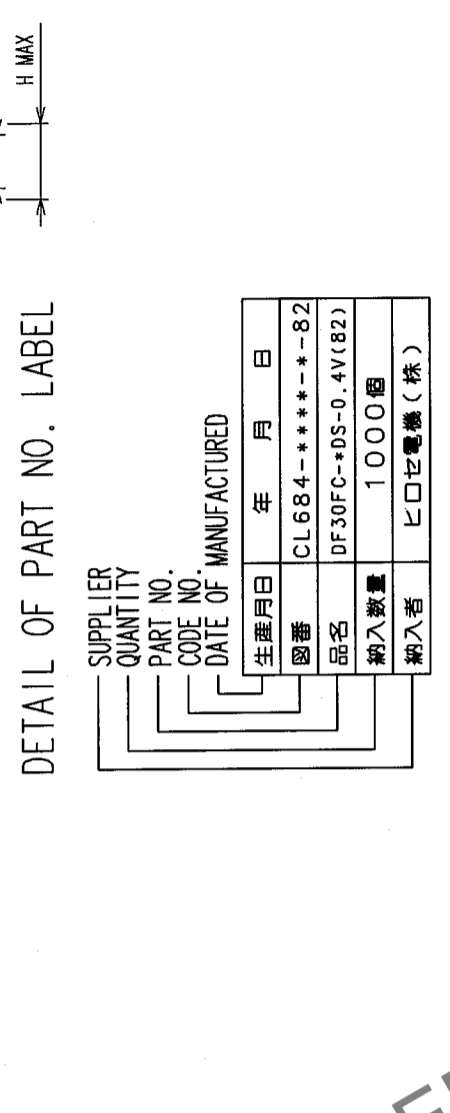 H MAX
DETAIL OF PART NO. LABEL
SUPPLIER
QUANTITY
PART NO.
CODE NO.
DATE OF MANUFACTURED
生産月日 年 月 日
図番 CL684-****-*-82
品名 DF30FC-*DS-0.4V(82)
納入数量 1000個
納入者 ヒロセ電機(株)